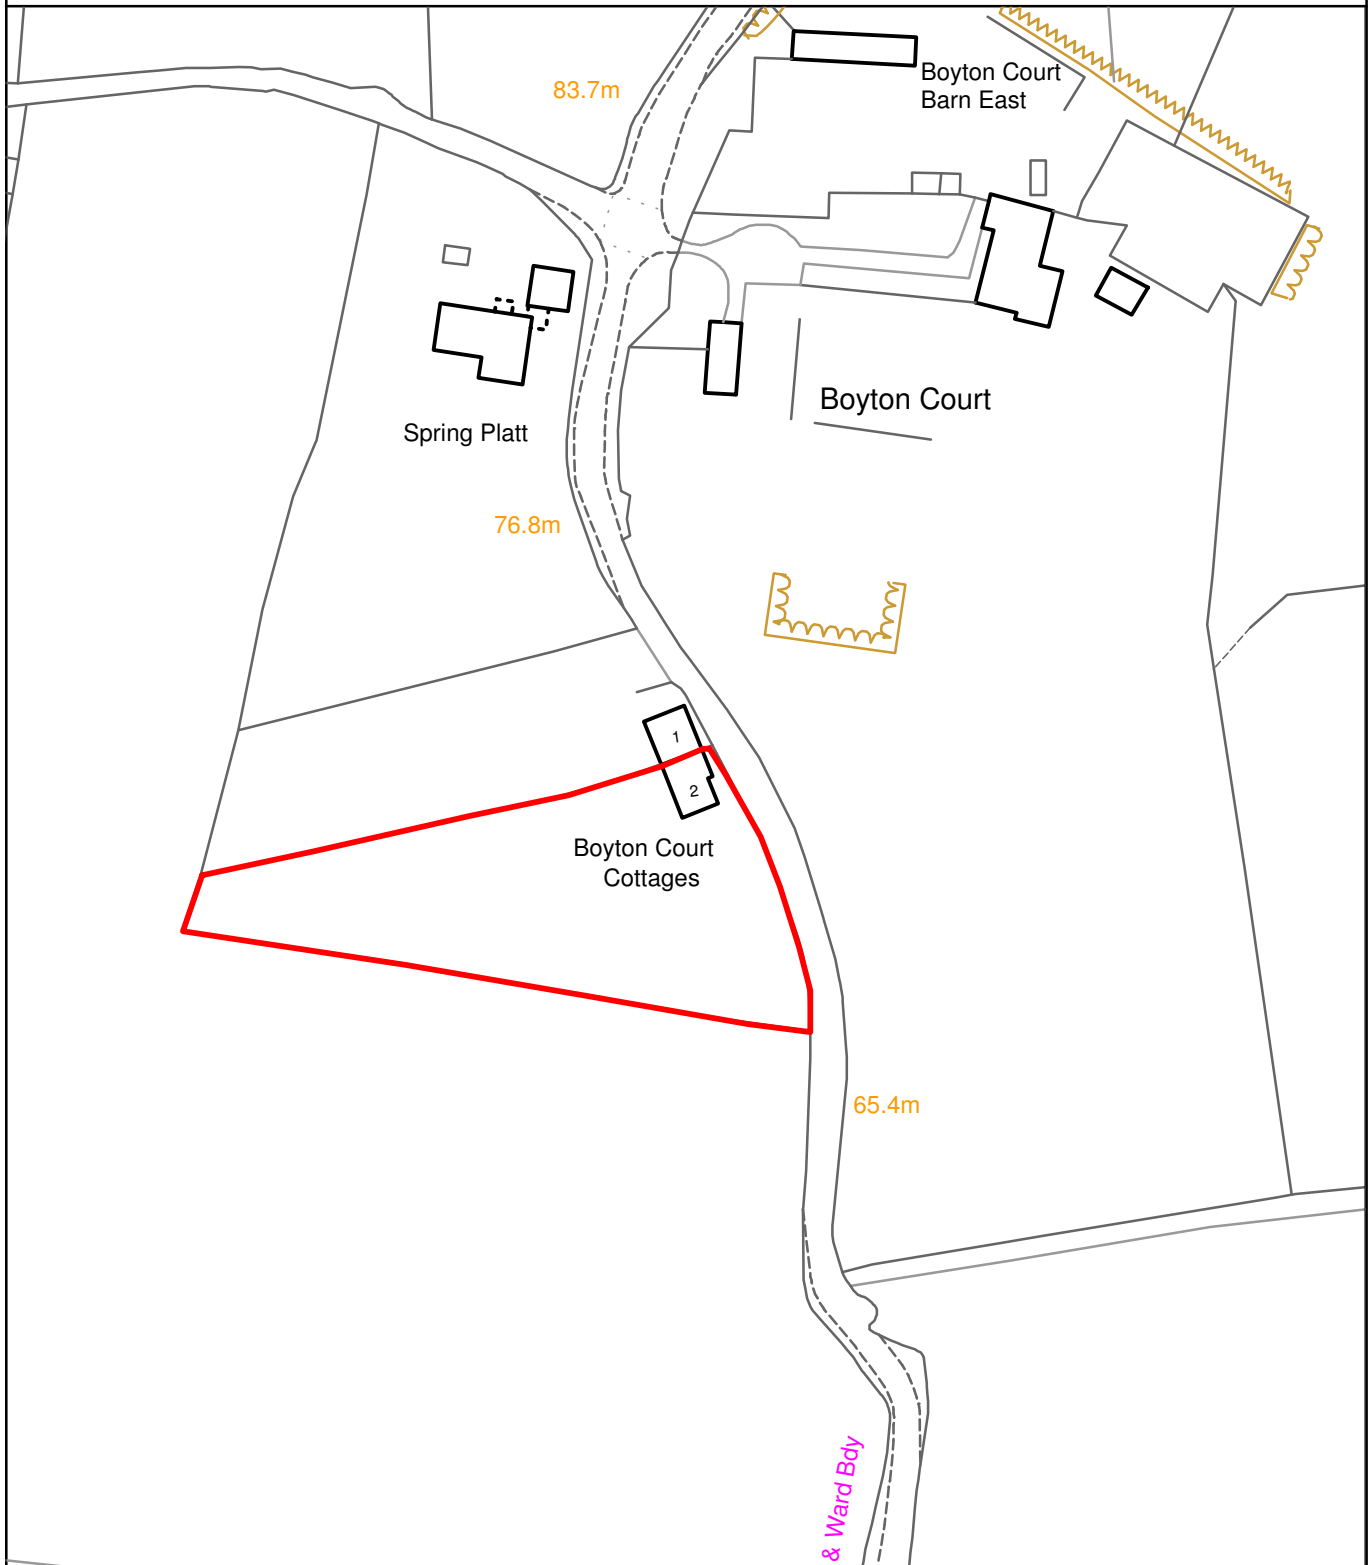 83.7m
Boyton Court
Barn East
Boyton Court
Spring Platt
76.8m
1
2
Boyton Court
Cottages
65.4m
& Ward Bdy